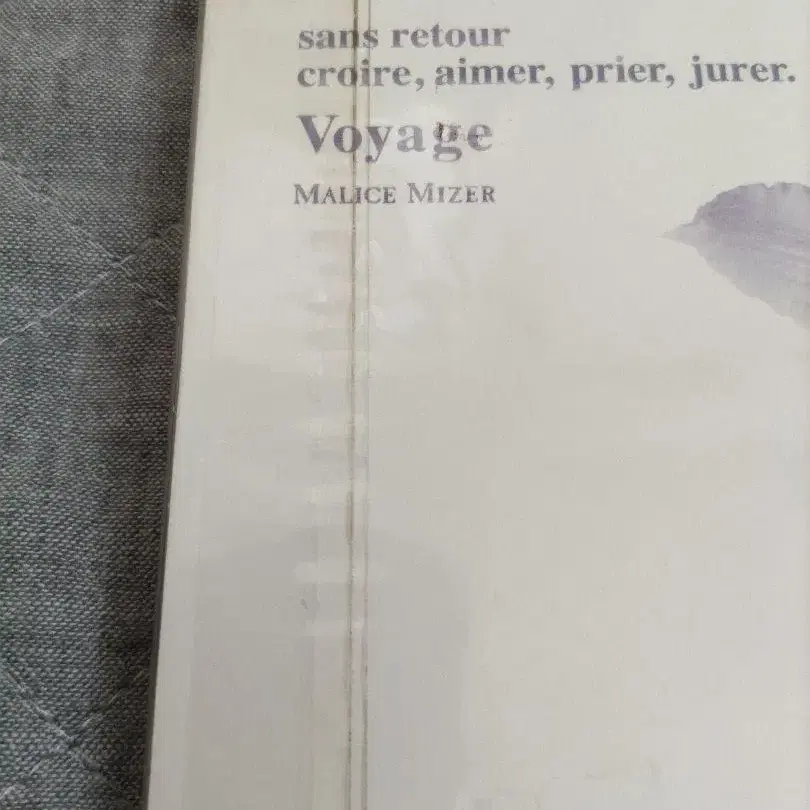 sans retour
croire, aimer, prier, jurer.
Voyage
MALICE MIZER